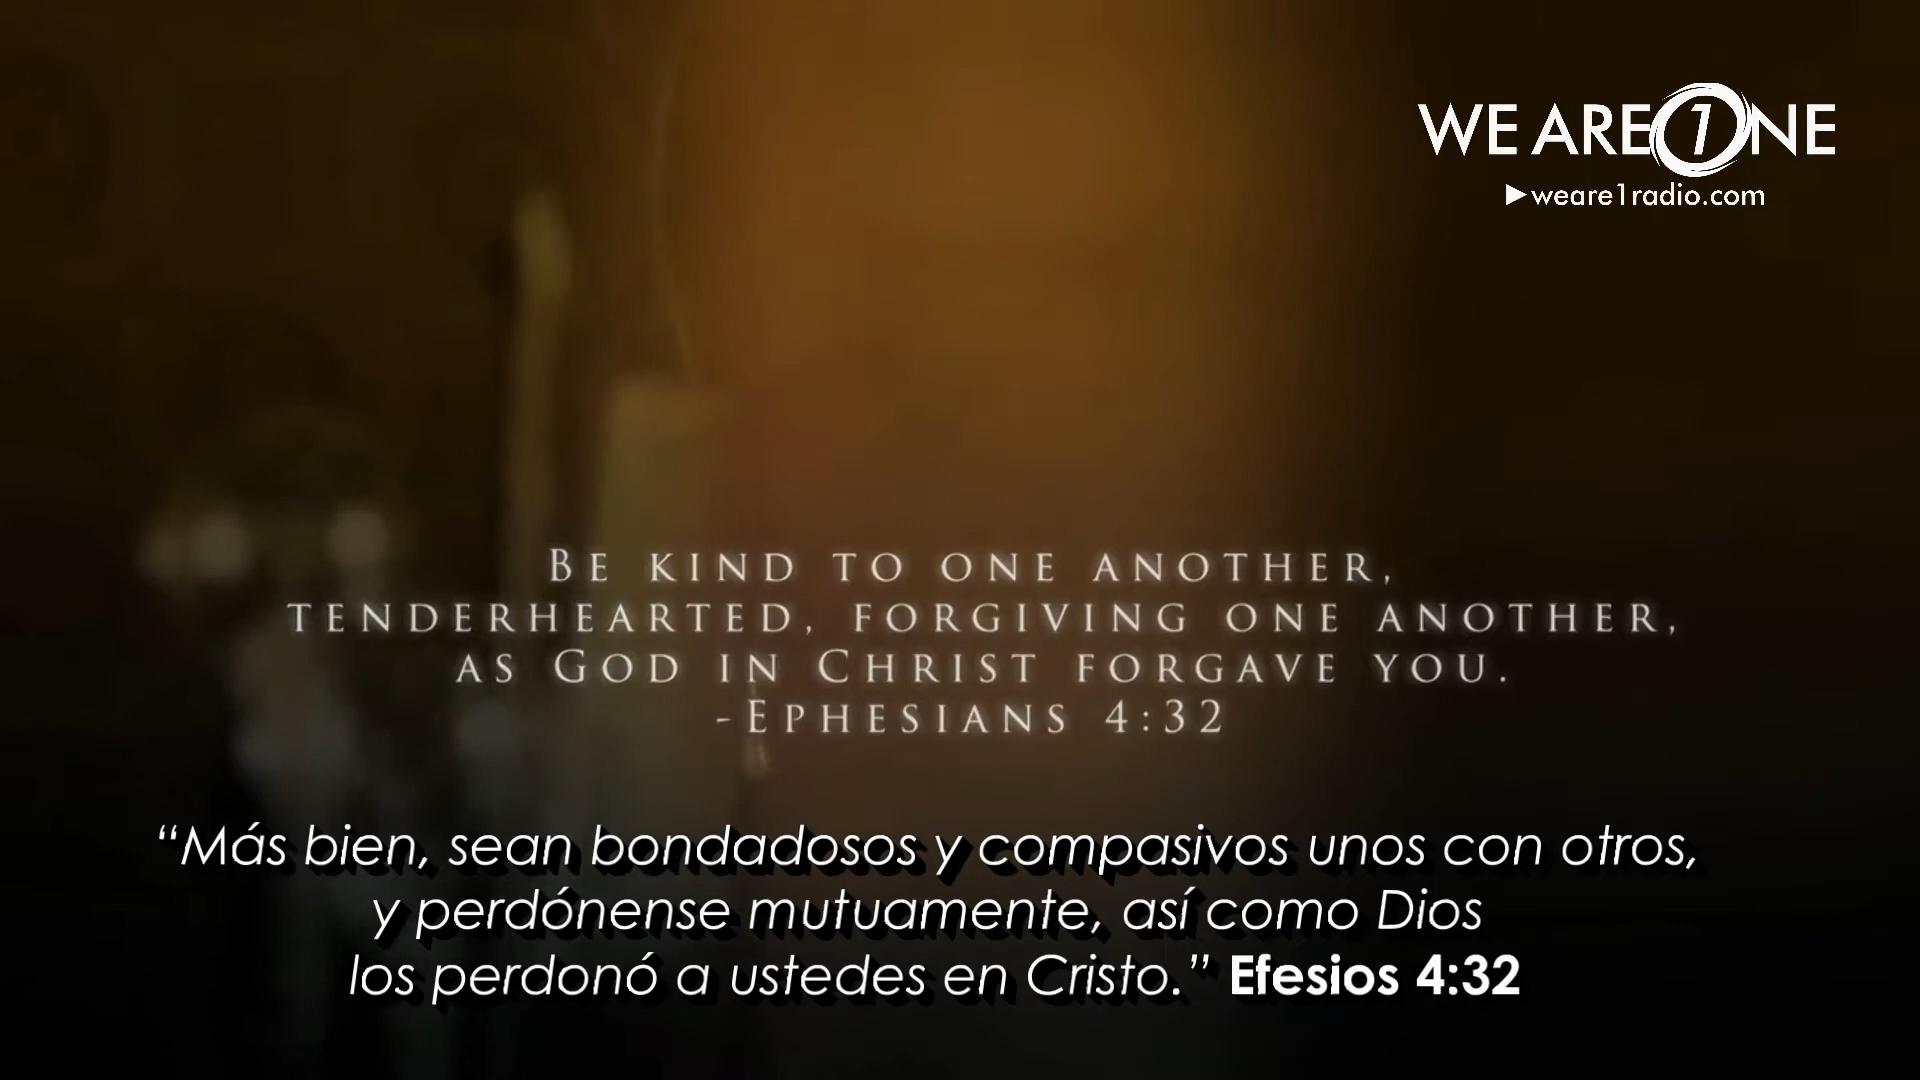 WE ARE 1NE
weare1radio.com
BE KIND TO ONE ANOTHER,
TENDERHEARTED, FORGIVING ONE ANOTHER,
AS GOD IN CHRIST FORGAVE YOU.
-EPHESIANS 4:32
“Más bien, sean bondadosos y compasivos unos con otros,
y perdónense mutuamente, así como Dios
los perdonó a ustedes en Cristo.” Efesios 4:32